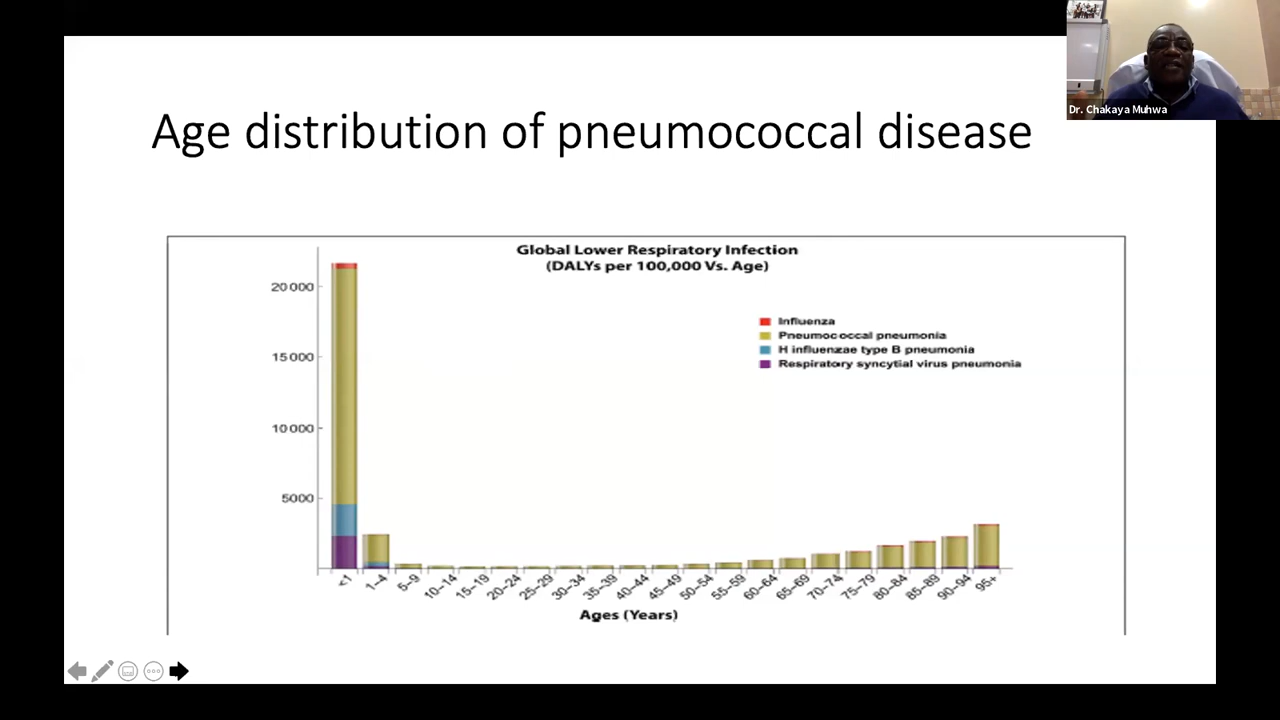 Dr. Chakaya Muhwa
Age distribution of pneumococcal disease
Global Lower Respiratory Infection
(DALYs per 100,000 Vs. Age)
20 000
15 000
10 000
5000
Influenza
Pneumococcal pneumonia
H influenzae type B pneumonia
Respiratory syncytial virus pneumonia
<1 1–4 5–9 10–14 15–19 20–24 25–29 30–34 35–39 40–44 45–49 50–54 55–59 60–64 65–69 70–74 75–79 80–84 85–89 90–94 95+
Ages (Years)